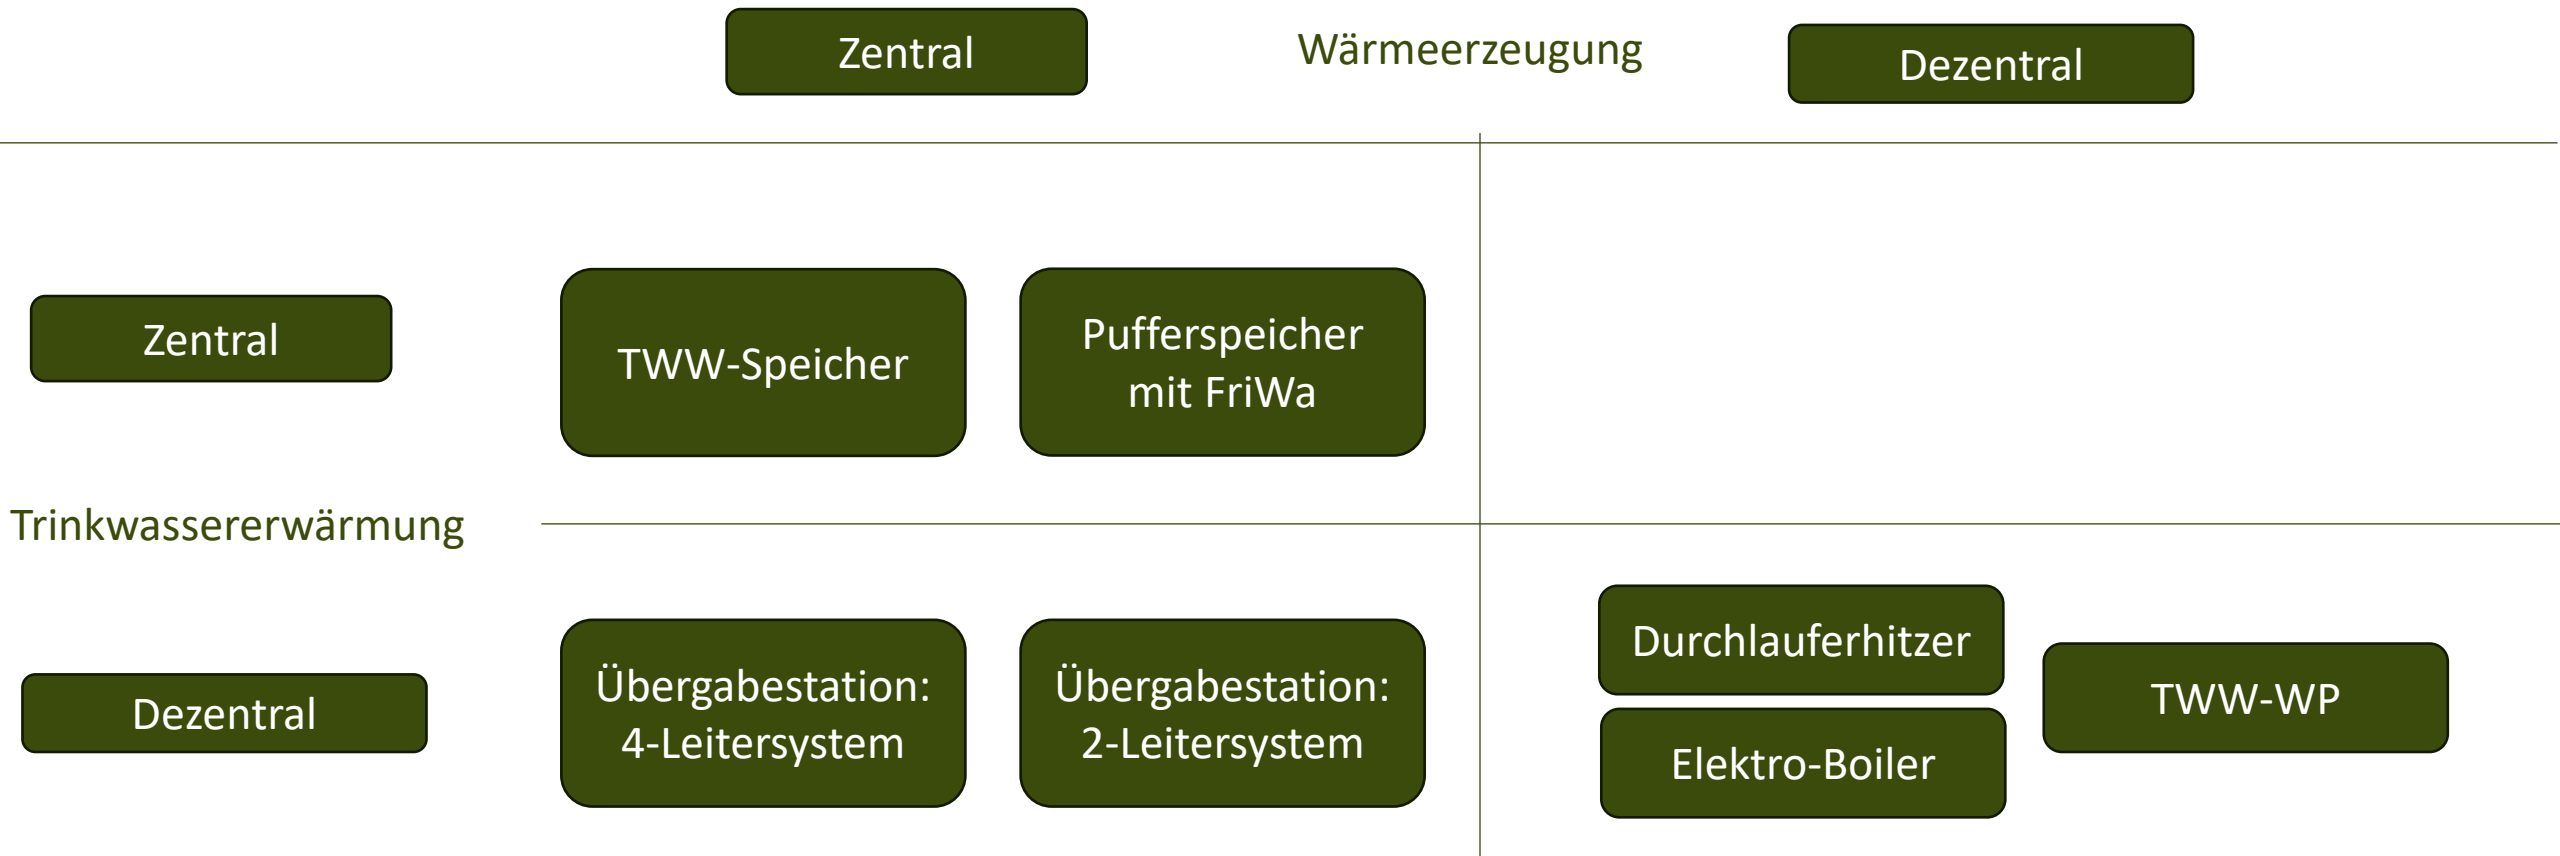 Zentral
Wärmeerzeugung
Dezentral
Zentral
TWW-Speicher
Pufferspeicher
mit FriWa
Trinkwassererwärmung
Dezentral
Übergabestation:
4-Leitersystem
Übergabestation:
2-Leitersystem
Durchlauferhitzer
Elektro-Boiler
TWW-WP